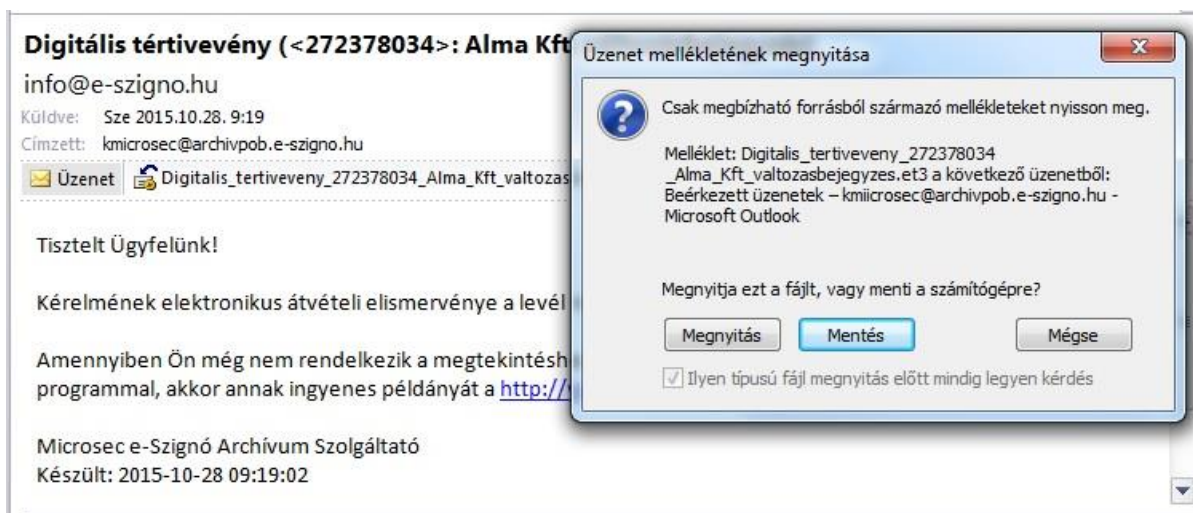 Digitális tértivevény (<272378034>: Alma Kft
info@e-szigno.hu
Küldve: Sze 2015.10.28. 9:19
Címzett: kmicrosec@archivpob.e-szigno.hu
Üzenet Digitalis_tertiveveny_272378034_Alma_Kft_valtozas
Tisztelt Ügyfelünk!
Kérelmének elektronikus átvételi elismervénye a levél
Amennyiben Ön még nem rendelkezik a megtekintésh
programmal, akkor annak ingyenes példányát a http://
Microsec e-Szignó Archívum Szolgáltató
Készült: 2015-10-28 09:19:02
Üzenet mellékletének megnyitása
Csak megbízható forrásból származó mellékleteket nyisson meg.
Melléklet: Digitalis_tertiveveny_272378034
_Alma_Kft_valtozasbejegyzes.et3 a következő üzenetből:
Beérkezett üzenetek – kmiicrosec@archivpob.e-szigno.hu -
Microsoft Outlook
Megnyitja ezt a fájlt, vagy menti a számítógépre?
Megnyitás Mentés Mégse
Ilyen típusú fájl megnyitás előtt mindig legyen kérdés